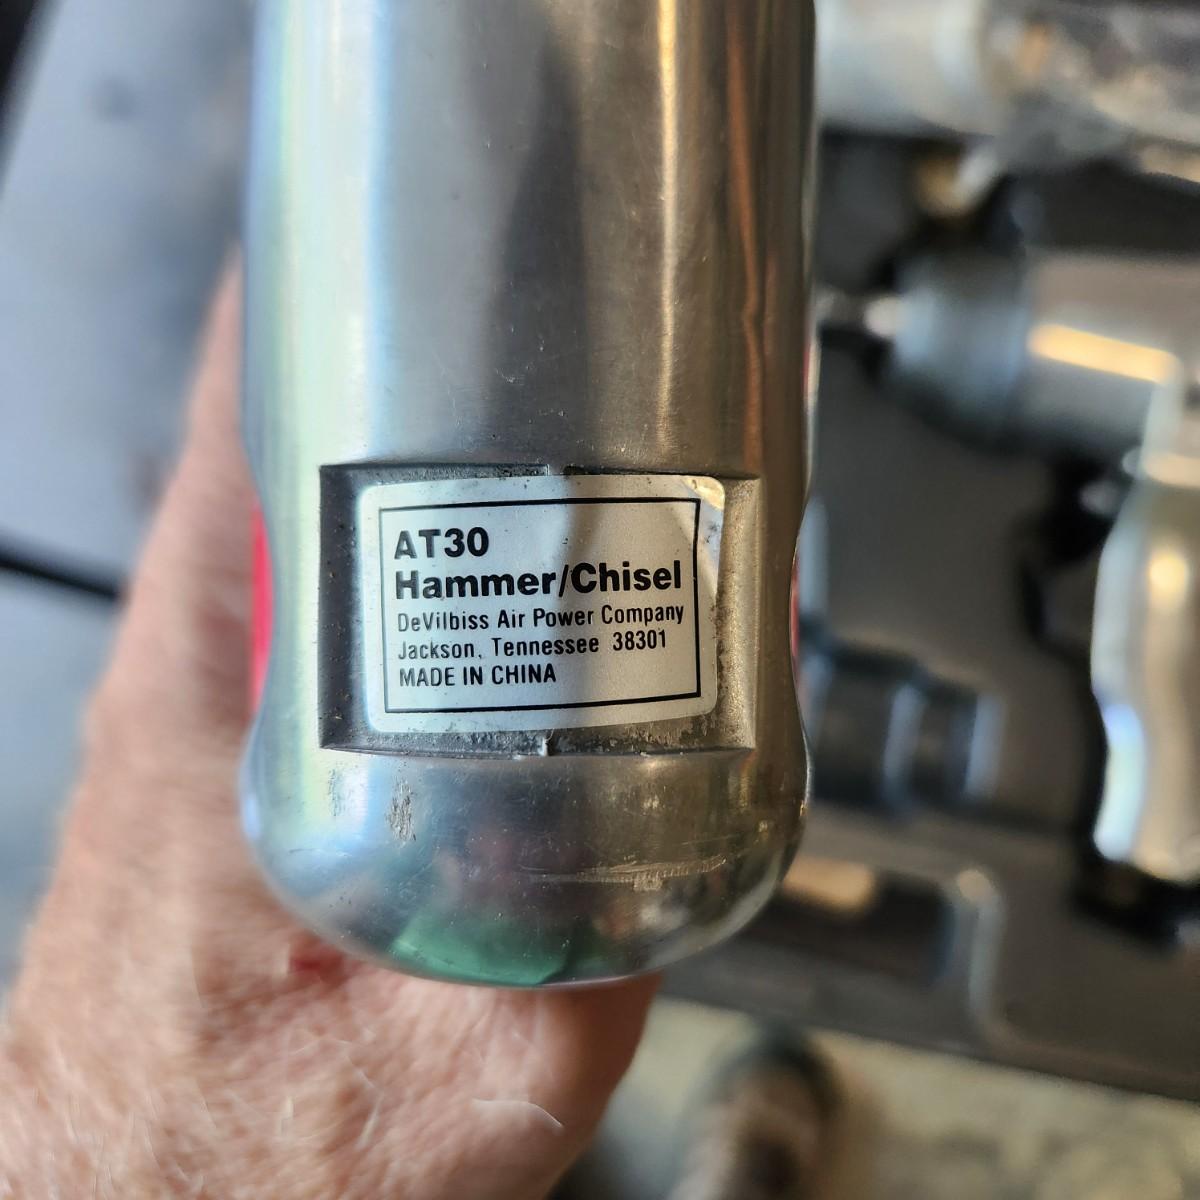 AT30
Hammer/Chisel
DeVilbiss Air Power Company
Jackson, Tennessee 38301
MADE IN CHINA